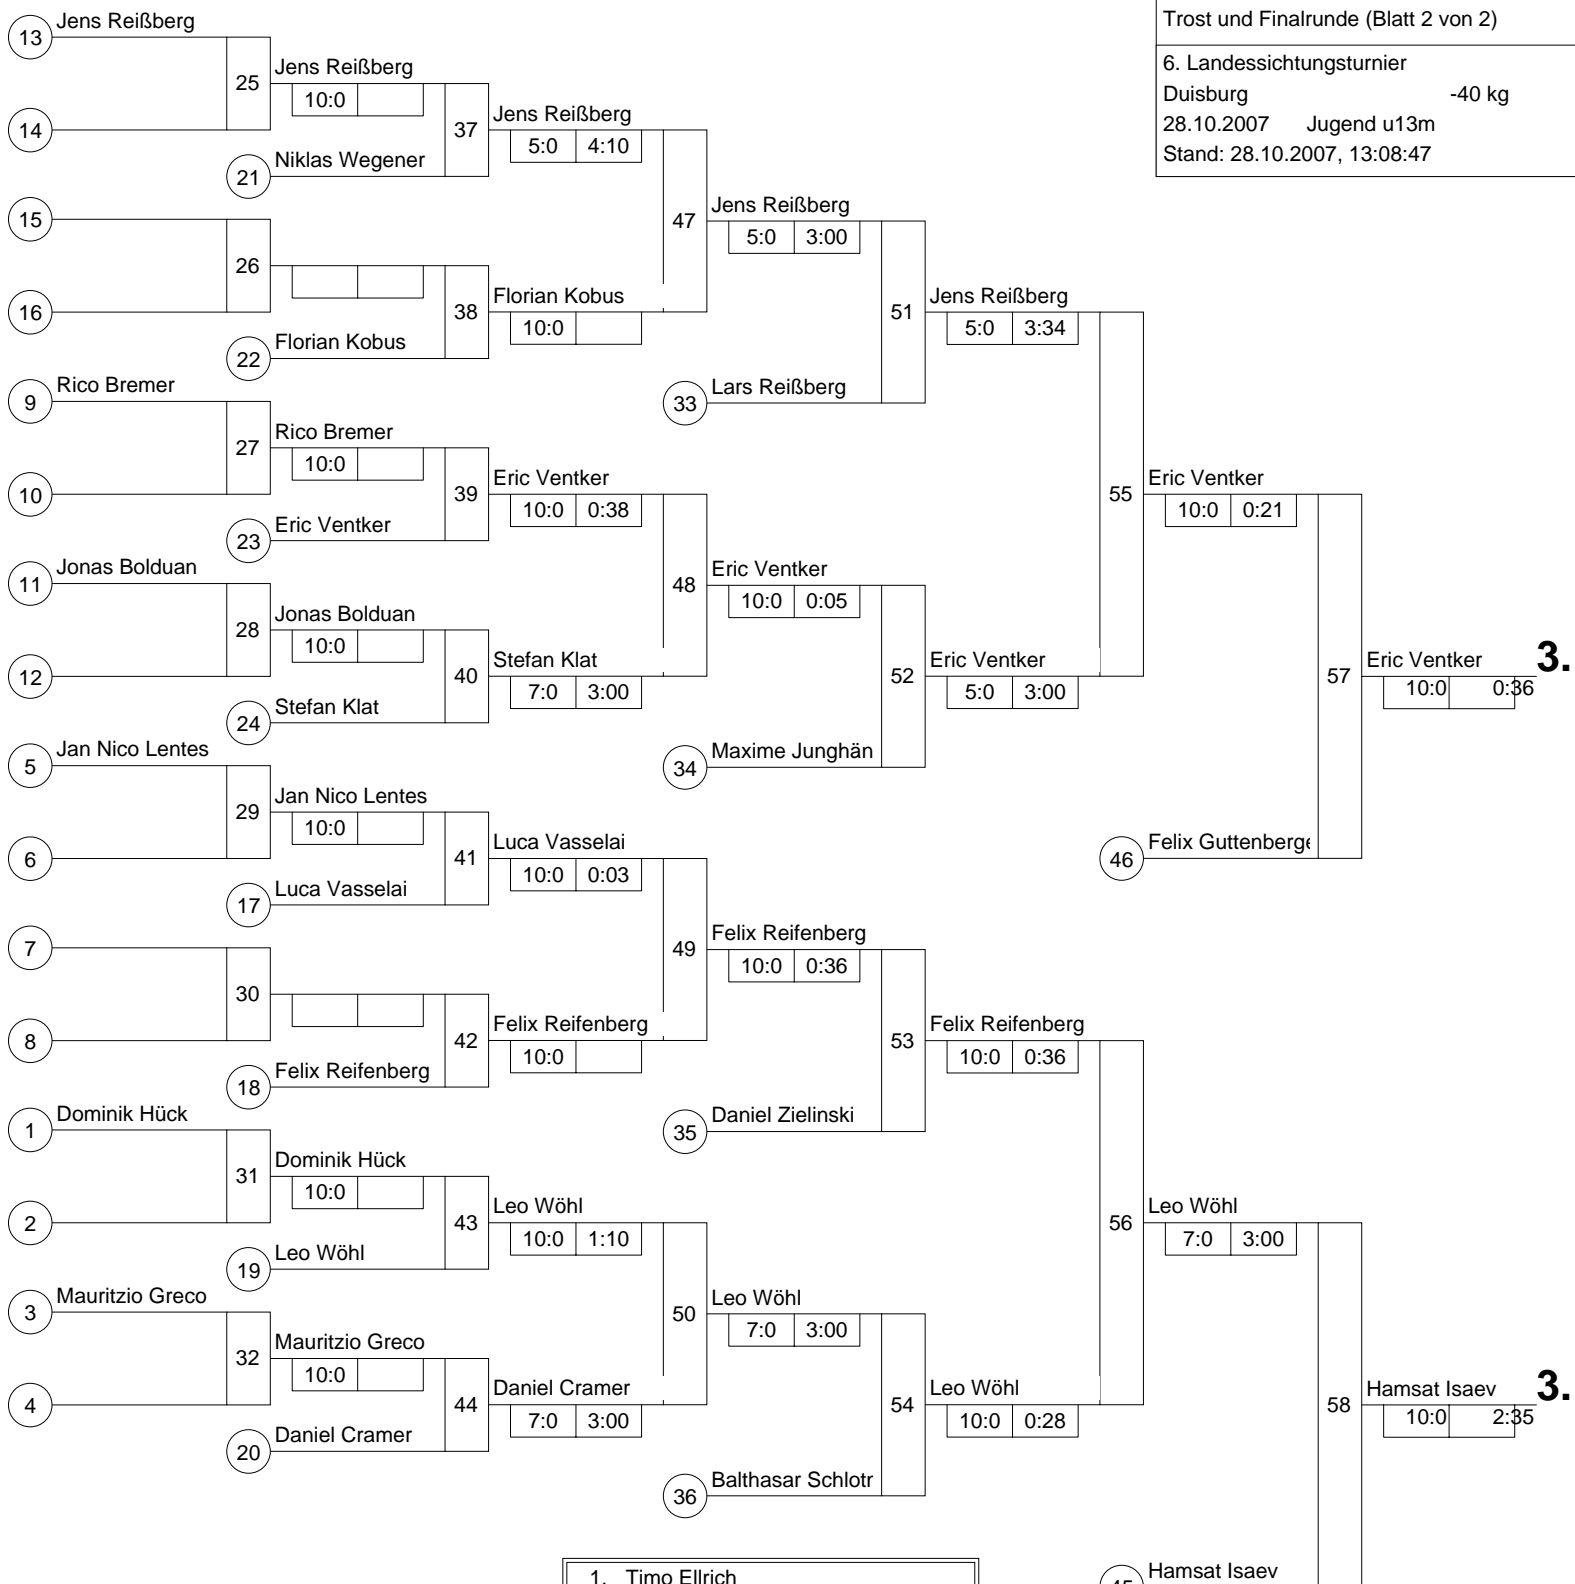 Trost und Finalrunde (Blatt 2 von 2)
6. Landessichtungsturnier
Duisburg -40 kg
28.10.2007 Jugend u13m
Stand: 28.10.2007, 13:08:47
13 Jens Reißberg
25 Jens Reißberg
10:0
14
37 Jens Reißberg
5:0 4:10
21 Niklas Wegener
15
47 Jens Reißberg
5:0 3:00
26
16
38 Florian Kobus
10:0
22 Florian Kobus
51 Jens Reißberg
5:0 3:34
9 Rico Bremer
33 Lars Reißberg
27 Rico Bremer
10:0
10
39 Eric Ventker
10:0 0:38
23 Eric Ventker
55 Eric Ventker
10:0 0:21
11 Jonas Bolduan
48 Eric Ventker
10:0 0:05
28 Jonas Bolduan
10:0
12
40 Stefan Klat
7:0 3:00
24 Stefan Klat
52 Eric Ventker
5:0 3:00
57 Eric Ventker 3.
10:0 0:36
5 Jan Nico Lentes
34 Maxime Junghän
29 Jan Nico Lentes
10:0
6
41 Luca Vasselai
10:0 0:03
46 Felix Guttenberge
17 Luca Vasselai
7
49 Felix Reifenberg
10:0 0:36
30
8
42 Felix Reifenberg
10:0
18 Felix Reifenberg
53 Felix Reifenberg
10:0 0:36
1 Dominik Hück
35 Daniel Zielinski
31 Dominik Hück
10:0
2
43 Leo Wöhl
10:0 1:10
19 Leo Wöhl
56 Leo Wöhl
7:0 3:00
3 Mauritzio Greco
50 Leo Wöhl
7:0 3:00
32 Mauritzio Greco
10:0
4
44 Daniel Cramer
7:0 3:00
20 Daniel Cramer
54 Leo Wöhl
10:0 0:28
58 Hamsat Isaev 3.
10:0 2:35
36 Balthasar Schlotr
1. Timo Ellrich
45 Hamsat Isaev